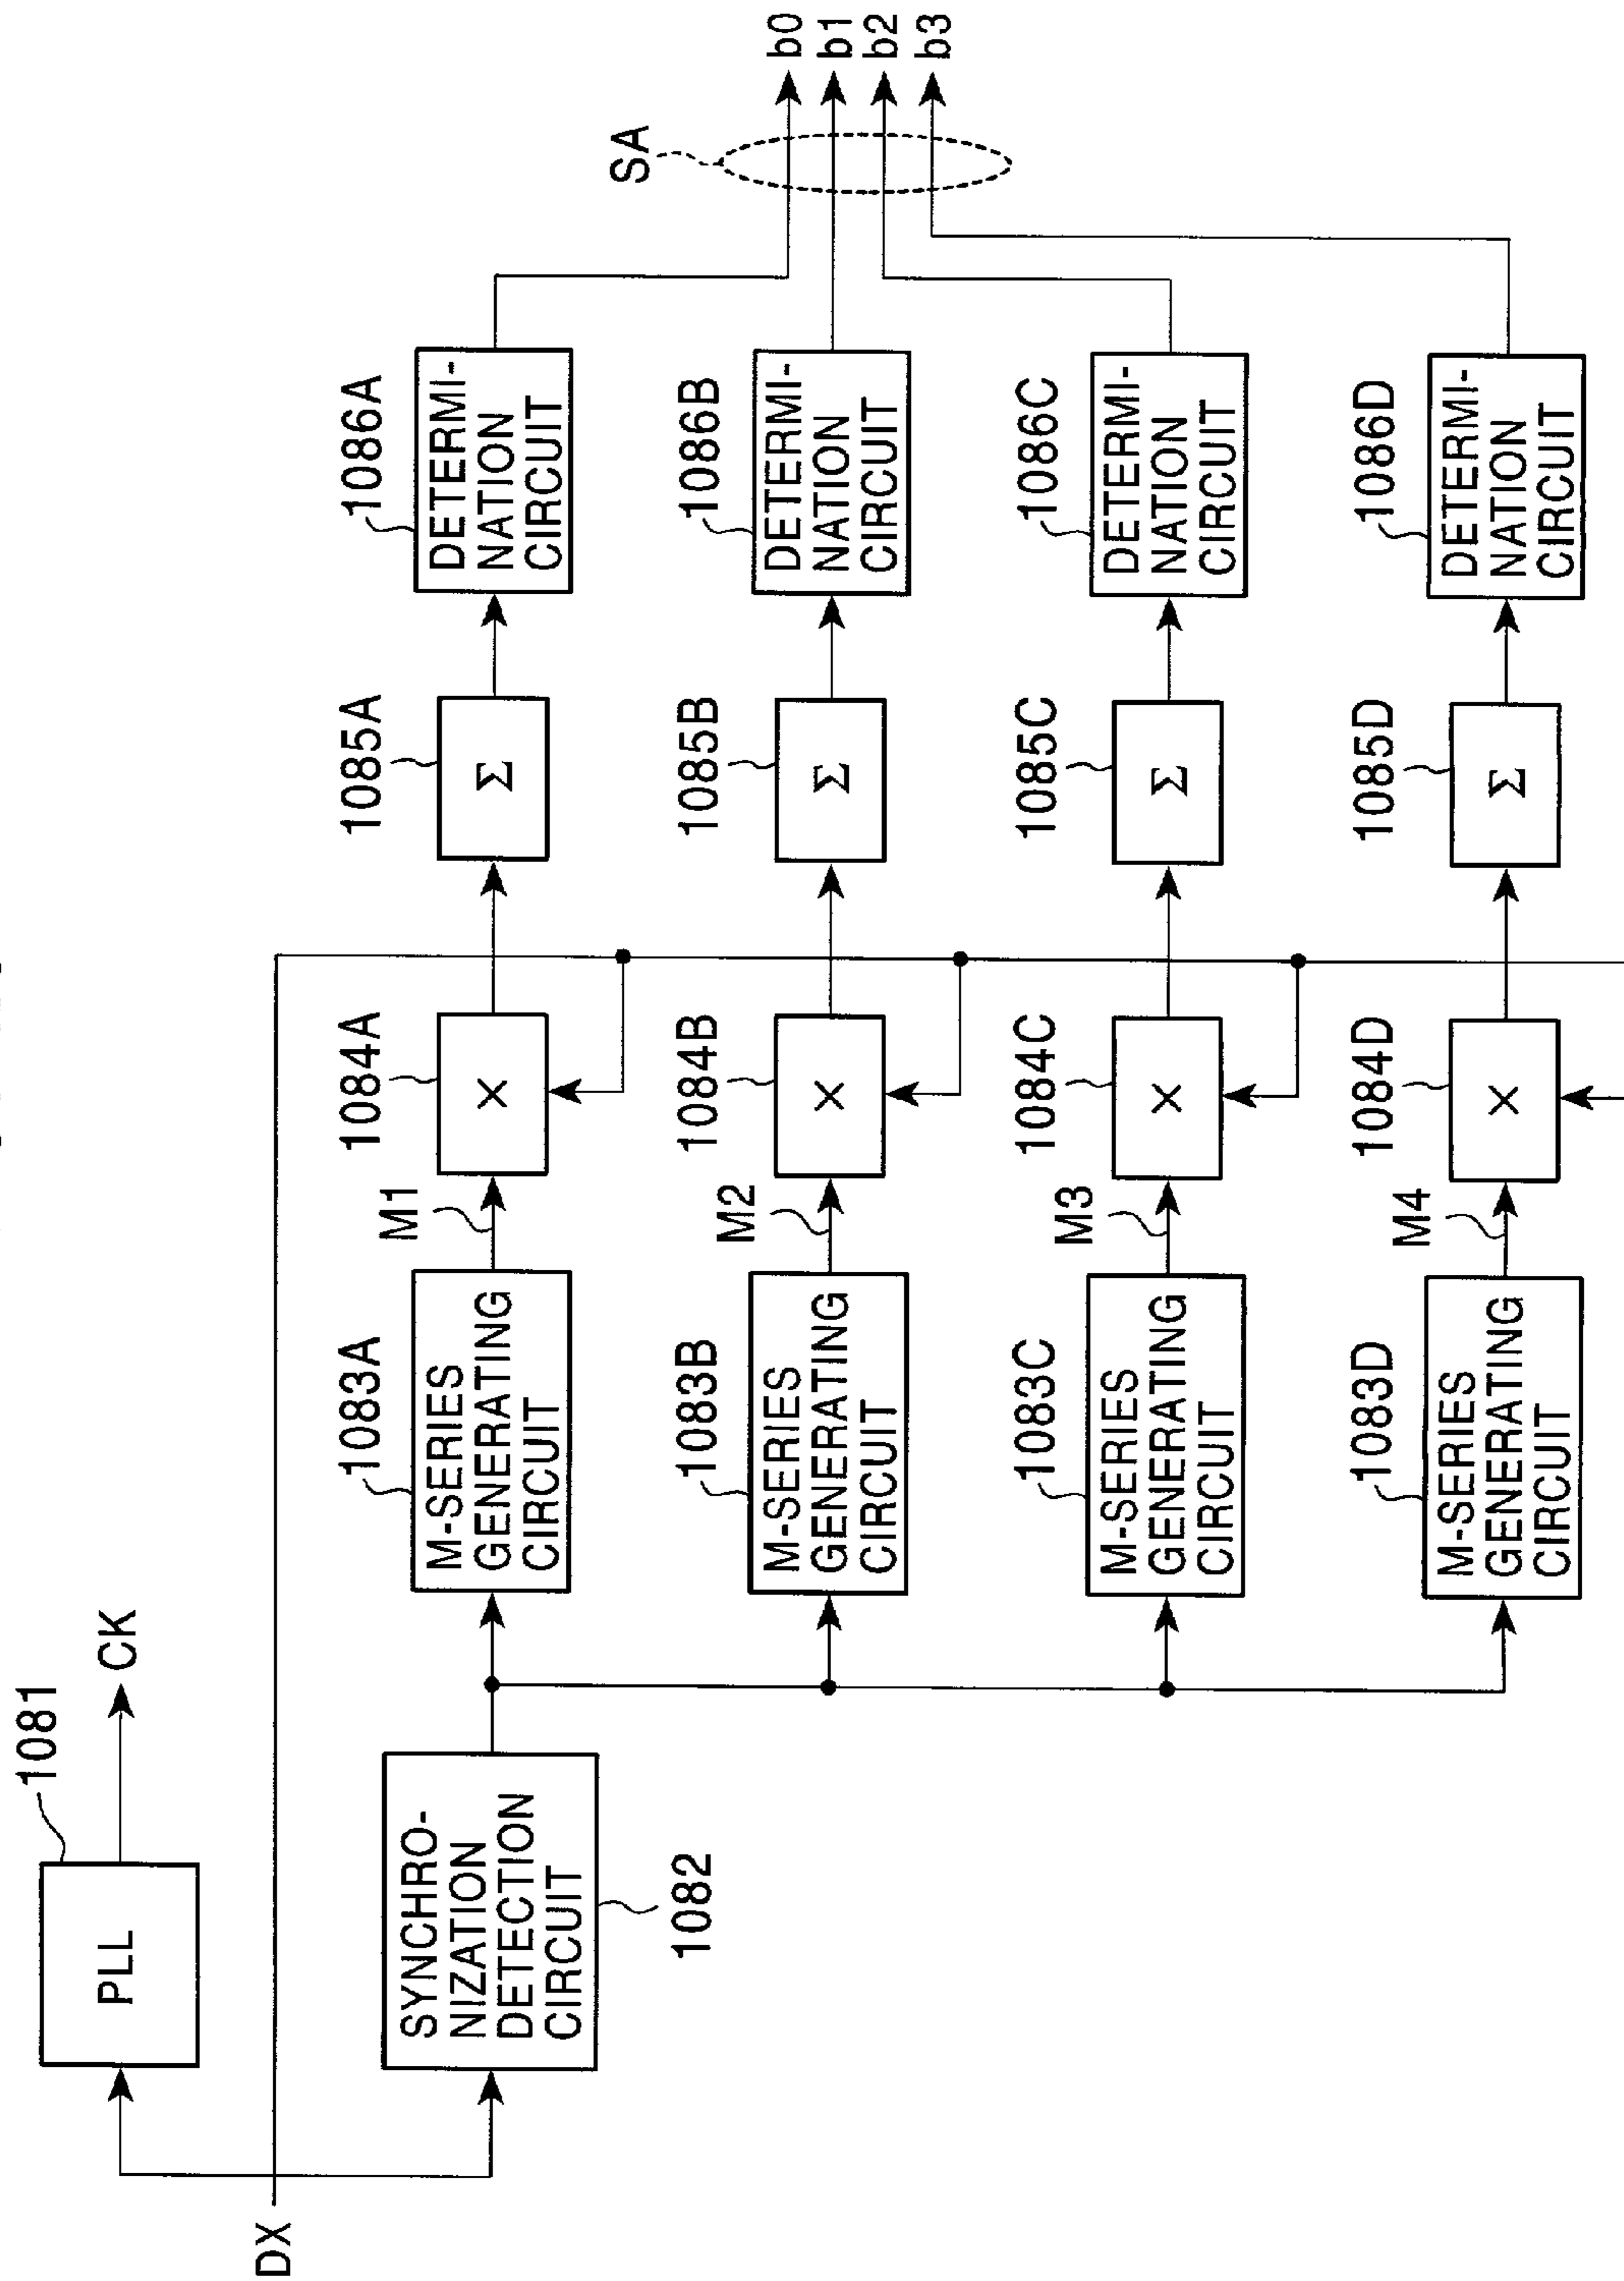 1081
PLL
CK
DX
SYNCHRO-
NIZATION
DETECTION
CIRCUIT
1082
1083A
M-SERIES
GENERATING
CIRCUIT
M1
1084A
×
1085A
Σ
1086A
DETERMI-
NATION
CIRCUIT
1083B
M-SERIES
GENERATING
CIRCUIT
M2
1084B
×
1085B
Σ
1086B
DETERMI-
NATION
CIRCUIT
1083C
M-SERIES
GENERATING
CIRCUIT
M3
1084C
×
1085C
Σ
1086C
DETERMI-
NATION
CIRCUIT
1083D
M-SERIES
GENERATING
CIRCUIT
M4
1084D
×
1085D
Σ
1086D
DETERMI-
NATION
CIRCUIT
SA
b0
b1
b2
b3